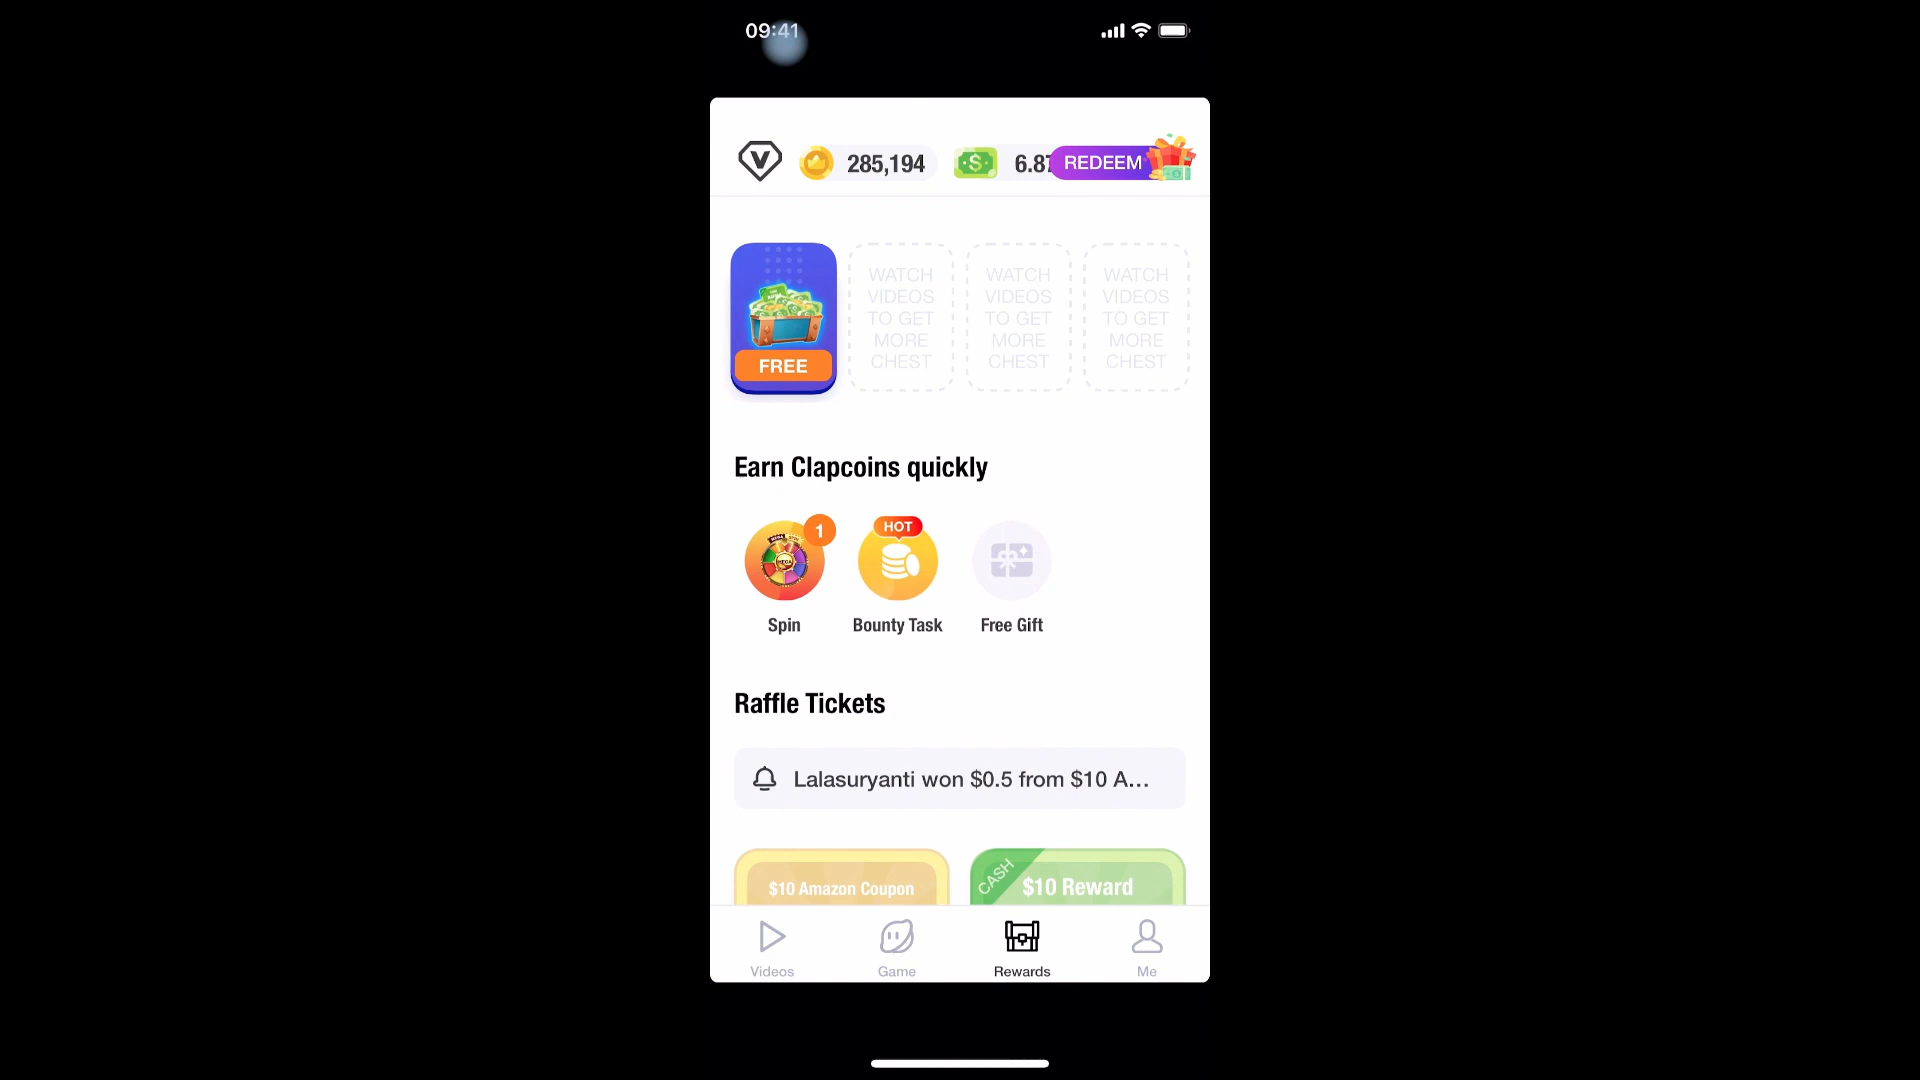 09:41
285,194
6.87
REDEEM
FREE
WATCH VIDEOS TO GET MORE CHEST
WATCH VIDEOS TO GET MORE CHEST
WATCH VIDEOS TO GET MORE CHEST
Earn Clapcoins quickly
1
HOT
Spin
Bounty Task
Free Gift
Raffle Tickets
Lalasuryanti won $0.5 from $10 A...
$10 Amazon Coupon
CASH
$10 Reward
Videos
Game
Rewards
Me